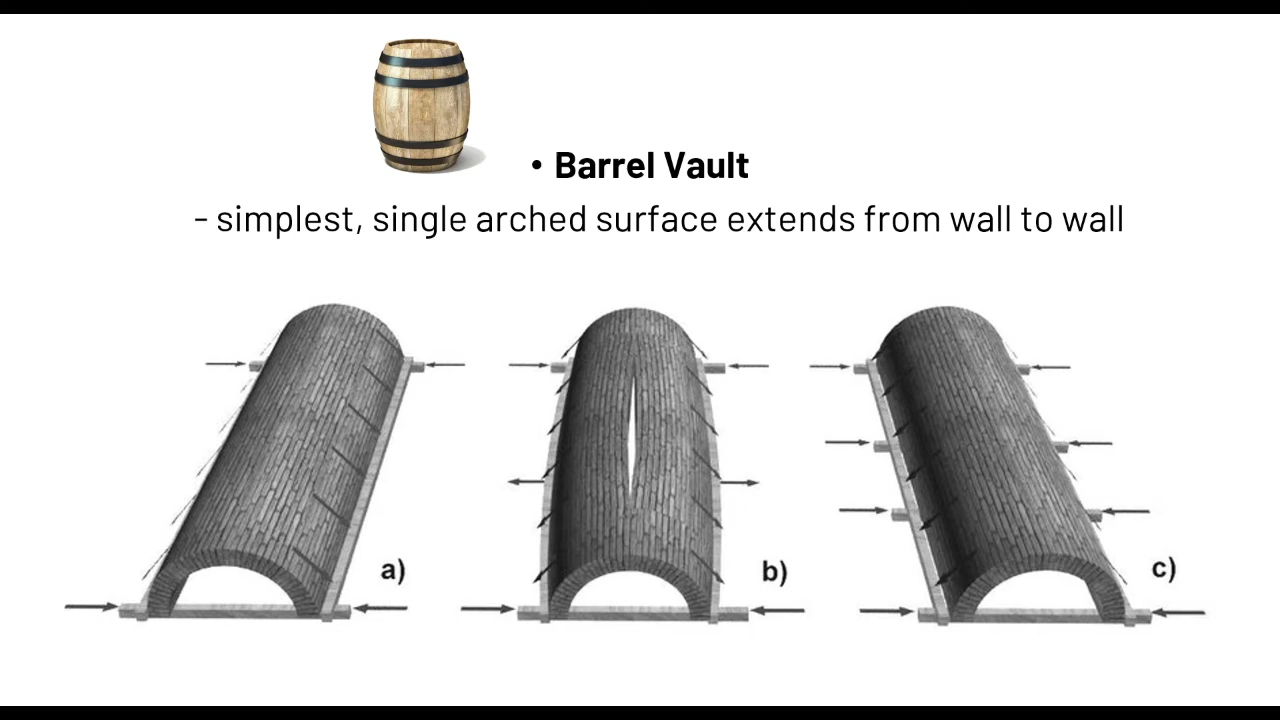 • Barrel Vault
- simplest, single arched surface extends from wall to wall
a)
b)
c)